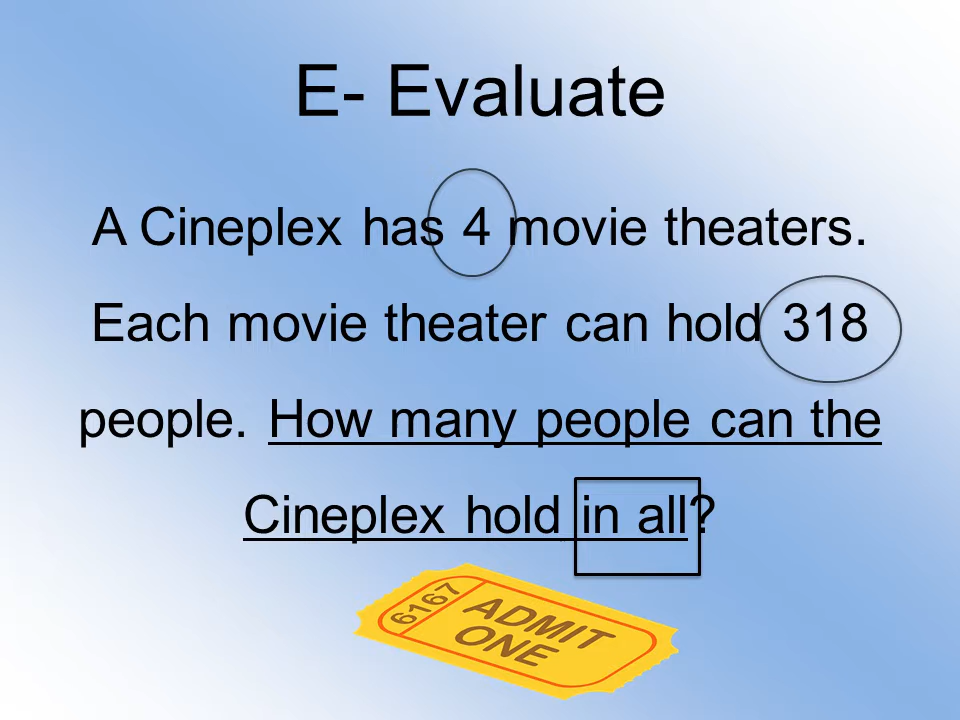 E- Evaluate
A Cineplex has 4 movie theaters.
Each movie theater can hold 318
people. How many people can the
Cineplex hold in all?
6167
ADMIT
ONE